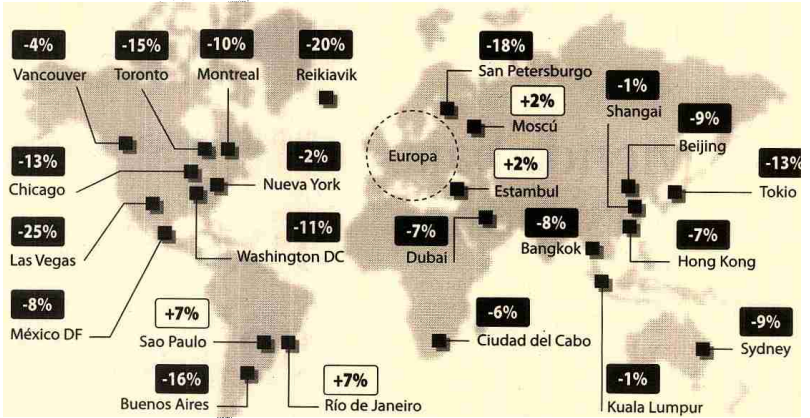 -4%
Vancouver
-15%
Toronto
-10%
Montreal
-20%
Reikiavik
-18%
San Petersburgo
+2%
Moscú
-1%
Shangai
-9%
Beijing
-13%
Tokio
-13%
Chicago
-2%
Nueva York
Europa
+2%
Estambul
-25%
Las Vegas
-11%
Washington DC
-7%
Dubai
-8%
Bangkok
-7%
Hong Kong
-8%
México DF
+7%
Sao Paulo
-6%
Ciudad del Cabo
-9%
Sydney
-16%
Buenos Aires
+7%
Río de Janeiro
-1%
Kuala Lumpur